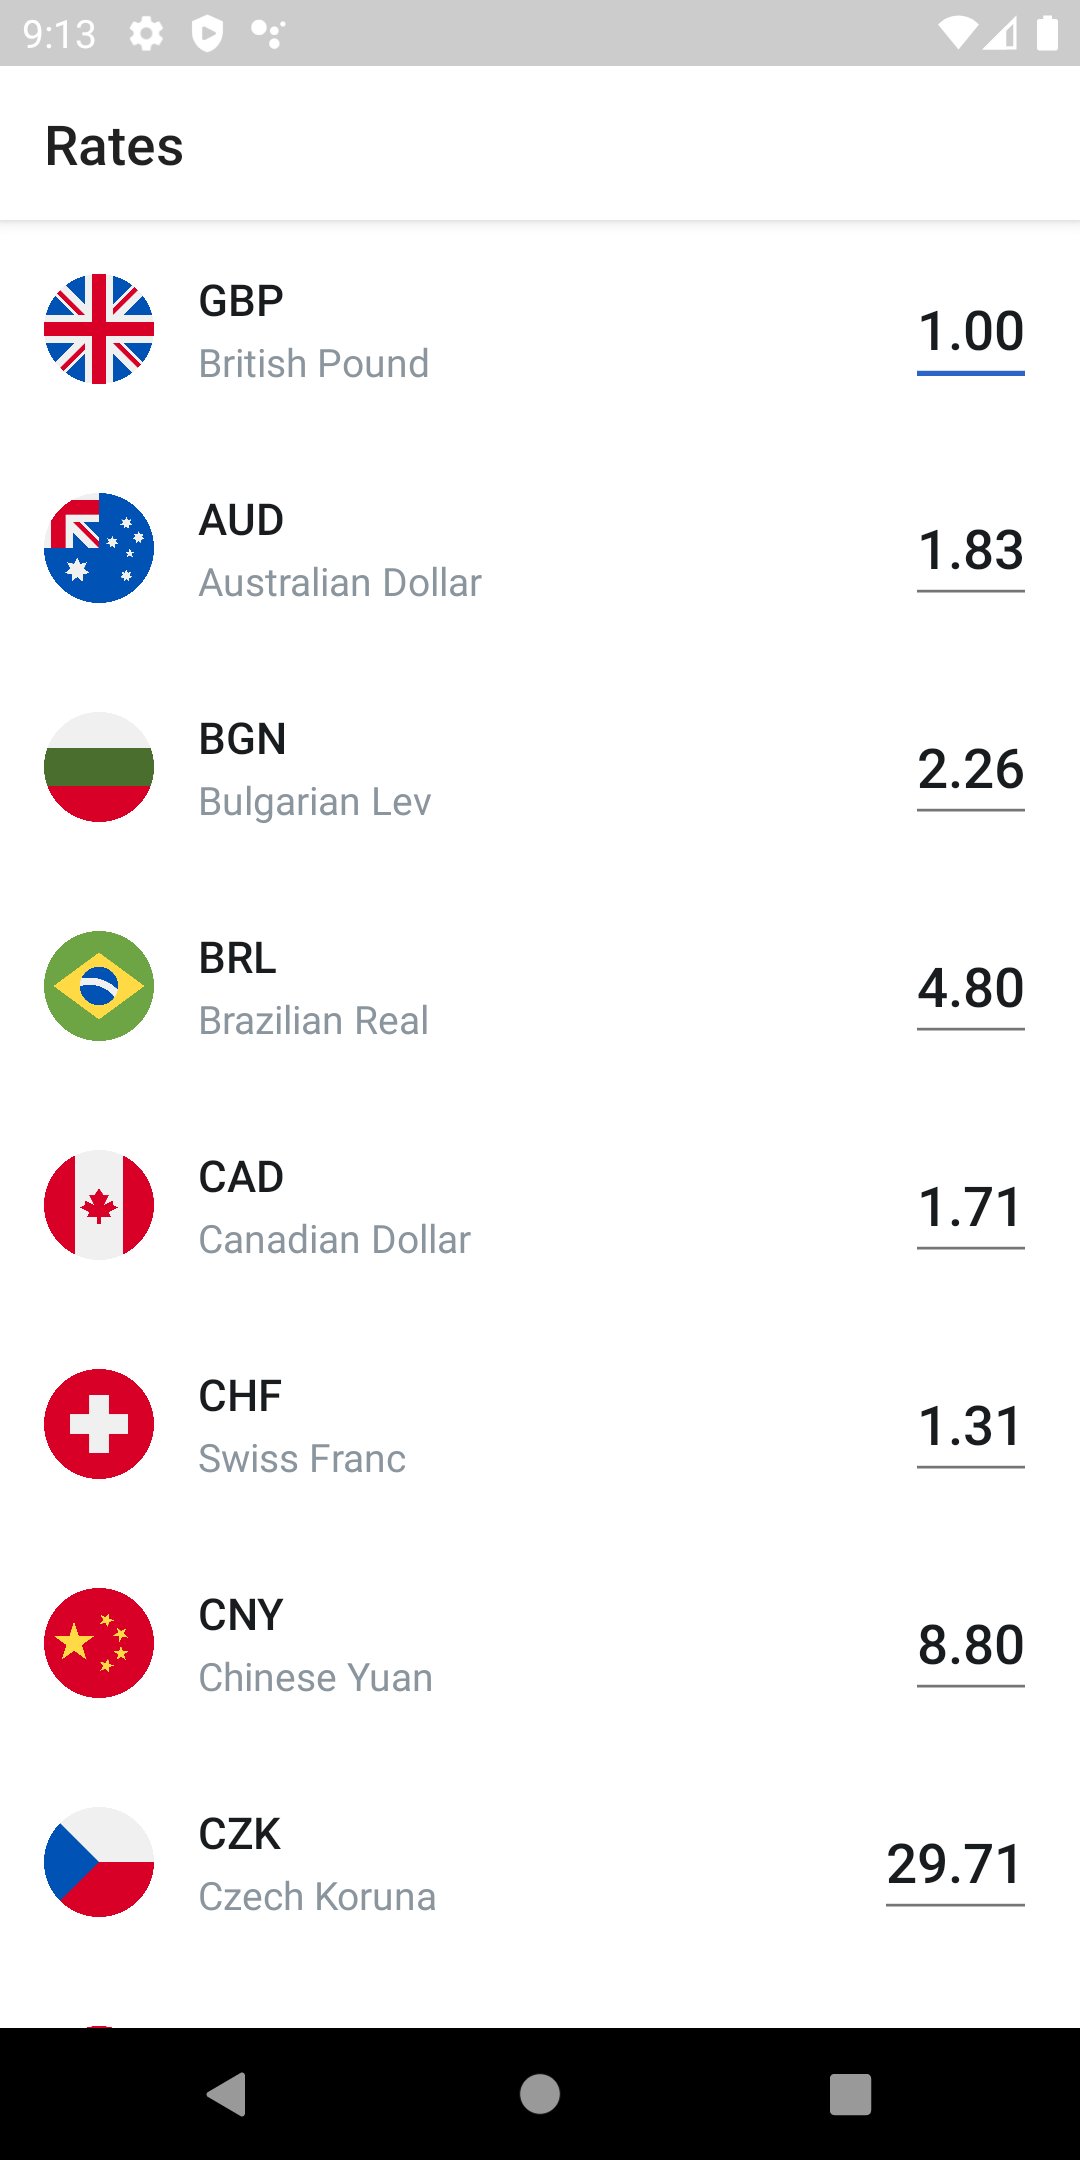 9:13
Rates
GBP
British Pound
1.00
AUD
Australian Dollar
1.83
BGN
Bulgarian Lev
2.26
BRL
Brazilian Real
4.80
CAD
Canadian Dollar
1.71
CHF
Swiss Franc
1.31
CNY
Chinese Yuan
8.80
CZK
Czech Koruna
29.71